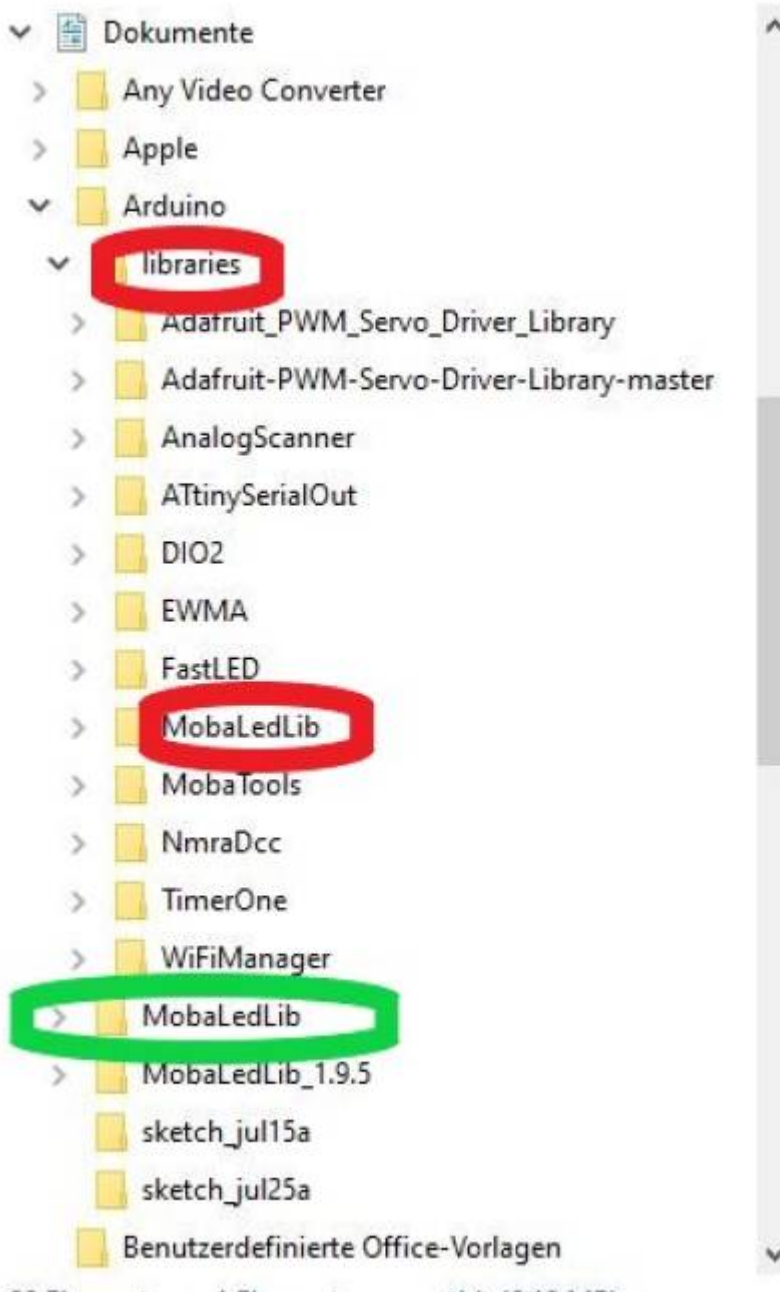 Dokumente
Any Video Converter
Apple
Arduino
libraries
Adafruit_PWM_Servo_Driver_Library
Adafruit-PWM-Servo-Driver-Library-master
AnalogScanner
ATtinySerialOut
DIO2
EWMA
FastLED
MobaLedLib
MobaTools
NmraDcc
TimerOne
WiFiManager
MobaLedLib
MobaLedLib_1.9.5
sketch_jul15a
sketch_jul25a
Benutzerdefinierte Office-Vorlagen